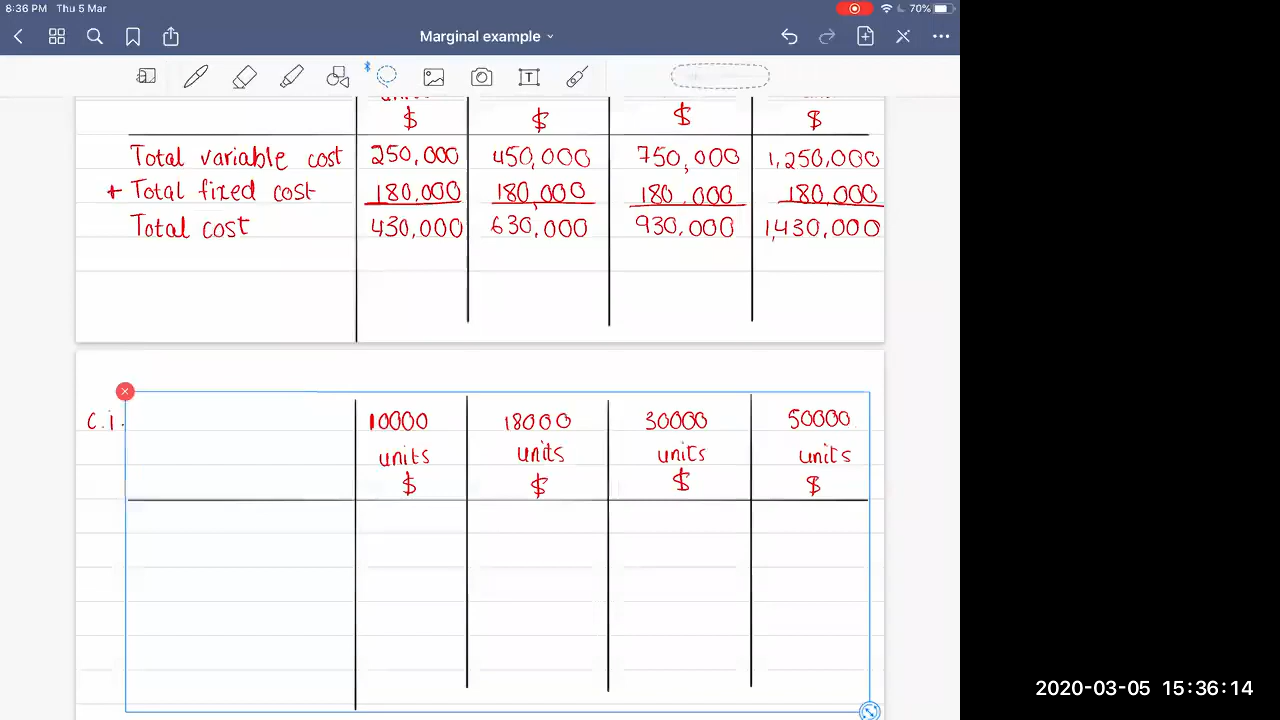 8:36 PM Thu 5 Mar
70%
Marginal example
T
$ $ $ $
Total variable cost 250,000 450,000 750,000 1,250,000
+ Total fixed cost 180,000 180,000 180.000 180,000
Total cost 430,000 630,000 930.000 1,430,000
C.i. 10000 18000 30000 50000
units units units units
$ $ $ $
2020-03-05 15:36:14